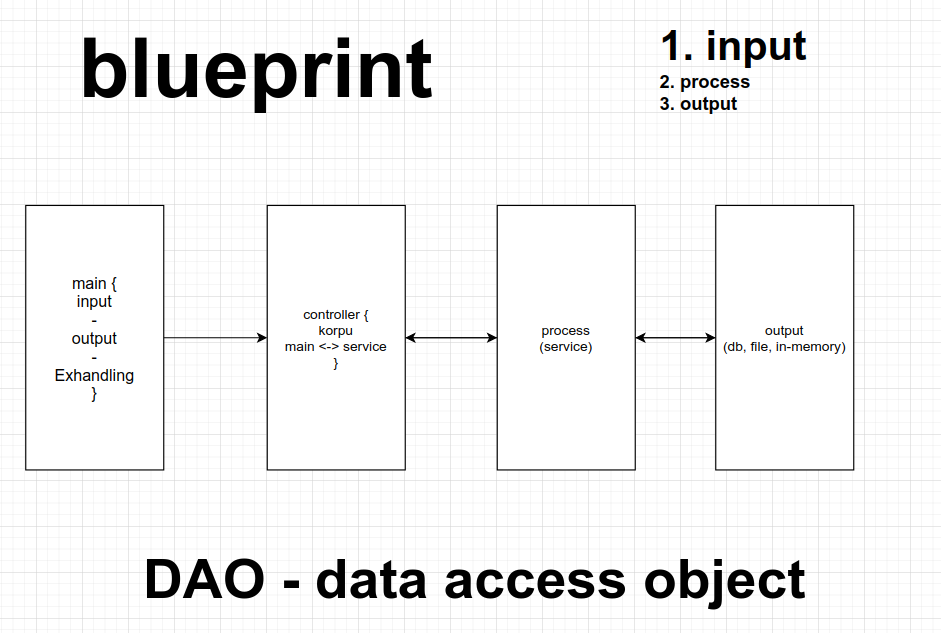 blueprint
1. input
2. process
3. output
main {
input
-
output
-
Exhandling
}
controller {
korpu
main <-> service
}
process
(service)
output
(db, file, in-memory)
DAO - data access object